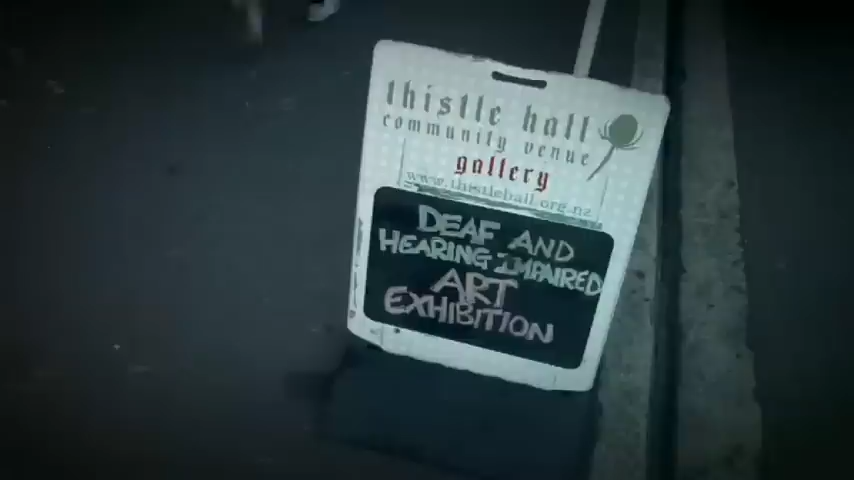 thistle hall
community venue
gallery
www.thistlehall.org.nz
DEAF AND
HEARING IMPAIRED
ART
EXHIBITION